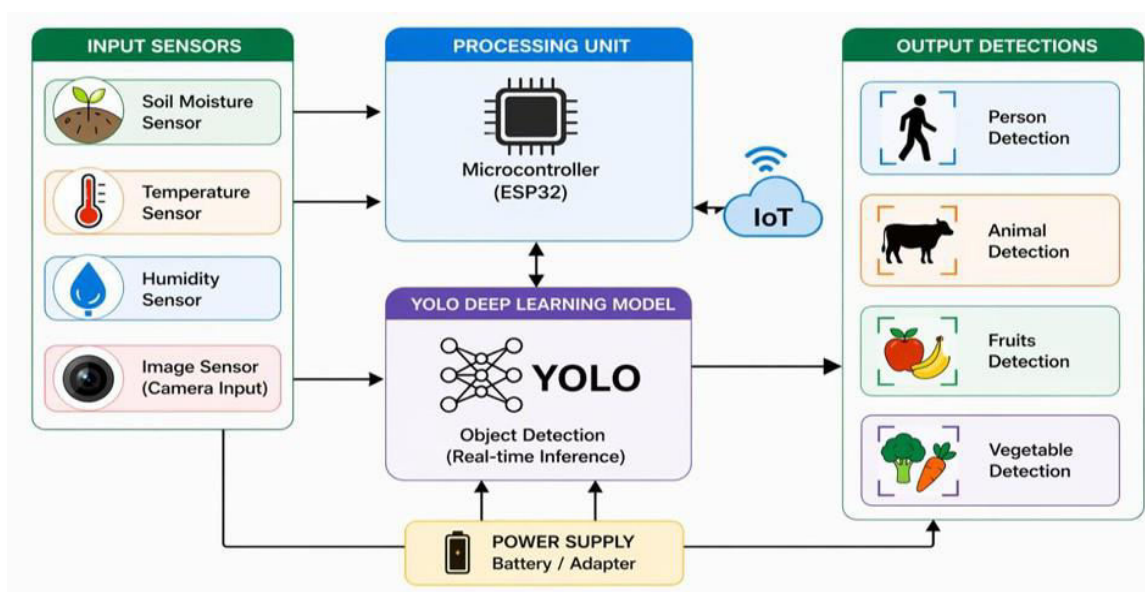 INPUT SENSORS
Soil Moisture
Sensor
Temperature
Sensor
Humidity
Sensor
Image Sensor
(Camera Input)
PROCESSING UNIT
Microcontroller
(ESP32)
IoT
YOLO DEEP LEARNING MODEL
YOLO
Object Detection
(Real-time Inference)
POWER SUPPLY
Battery / Adapter
OUTPUT DETECTIONS
Person
Detection
Animal
Detection
Fruits
Detection
Vegetable
Detection